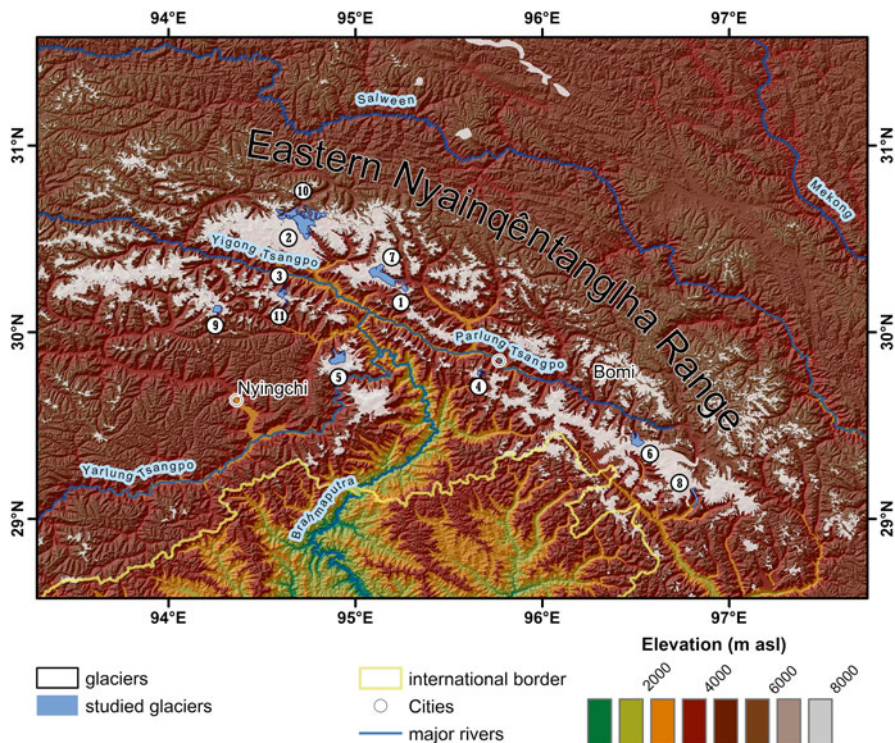 94°E 95°E 96°E 97°E
31°N
30°N
29°N
31°N
30°N
29°N
Salween
Mekong
Eastern Nyainqêntanglha Range
10
2
Yigong Tsangpo
7
3
1
9
11
Parlung Tsangpo
5
4
Bomi
Nyingchi
6
8
Yarlung Tsangpo
Brahmaputra
94°E 95°E 96°E 97°E
glaciers
studied glaciers
international border
Cities
major rivers
Elevation (m asl)
2000 4000 6000 8000